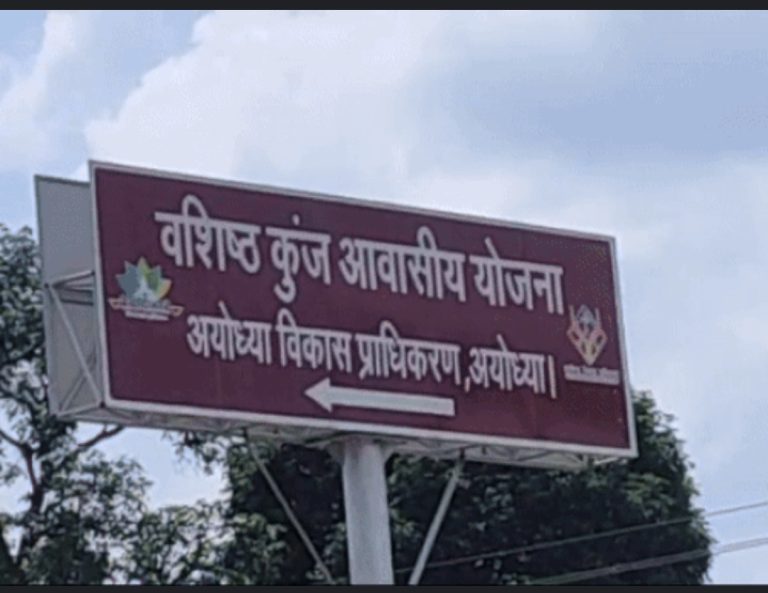 वशिष्ठ कुंज आवासीय योजना
अयोध्या विकास प्राधिकरण,अयोध्या।